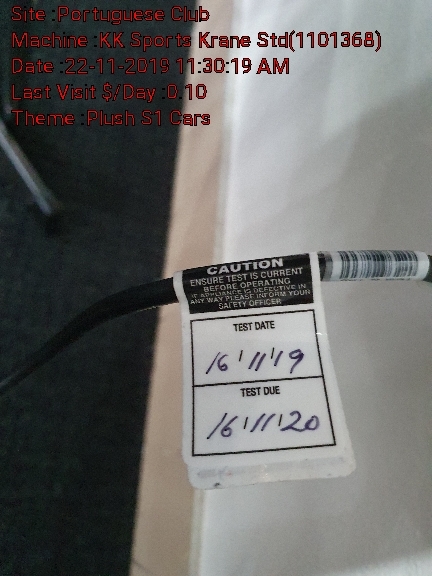 Site :Portuguese Club
Machine :KK Sports Krane Std(1101368)
Date :22-11-2019 11:30:19 AM
Last Visit $/Day :0.10
Theme :Plush S1 Cars
CAUTION
ENSURE TEST IS CURRENT
BEFORE OPERATING
IF APPLIANCE IS DEFECTIVE IN
ANY WAY PLEASE INFORM YOUR
SAFETY OFFICER
TEST DATE
16/11/19
TEST DUE
16/11/20